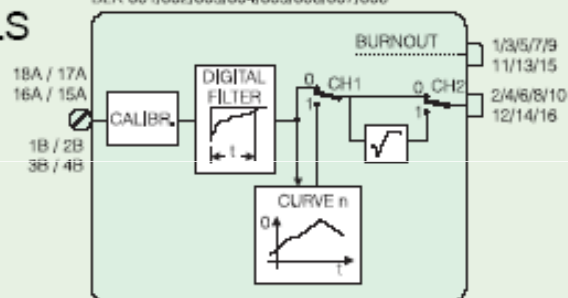 LS
BURNOUT
1/3/5/7/9
11/13/15
18A / 17A
16A / 15A
DIGITAL
FILTER
0
CH1
1
0
CH2
1
2/4/6/8/10
12/14/16
CALIBR.
t
√
1B / 2B
3B / 4B
CURVE n
0
t